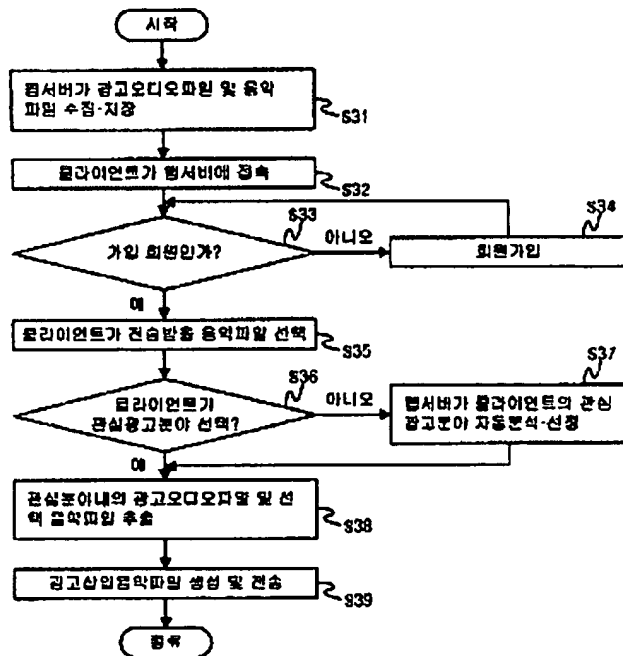 시작
웹서버가 광고오디오파일 및 음악
파일 수집·저장
S31
클라이언트가 웹서버에 접속
S32
가입 회원인가?
S33
아니오
회원가입
S34
예
클라이언트가 전송받을 음악파일 선택
S35
클라이언트가
관심광고분야 선택?
S36
아니오
웹서버가 클라이언트의 관심
광고분야 자동분석·선정
S37
예
관심분야내의 광고오디오파일 및 선
택 음악파일 추출
S38
광고삽입음악파일 생성 및 전송
S39
종료